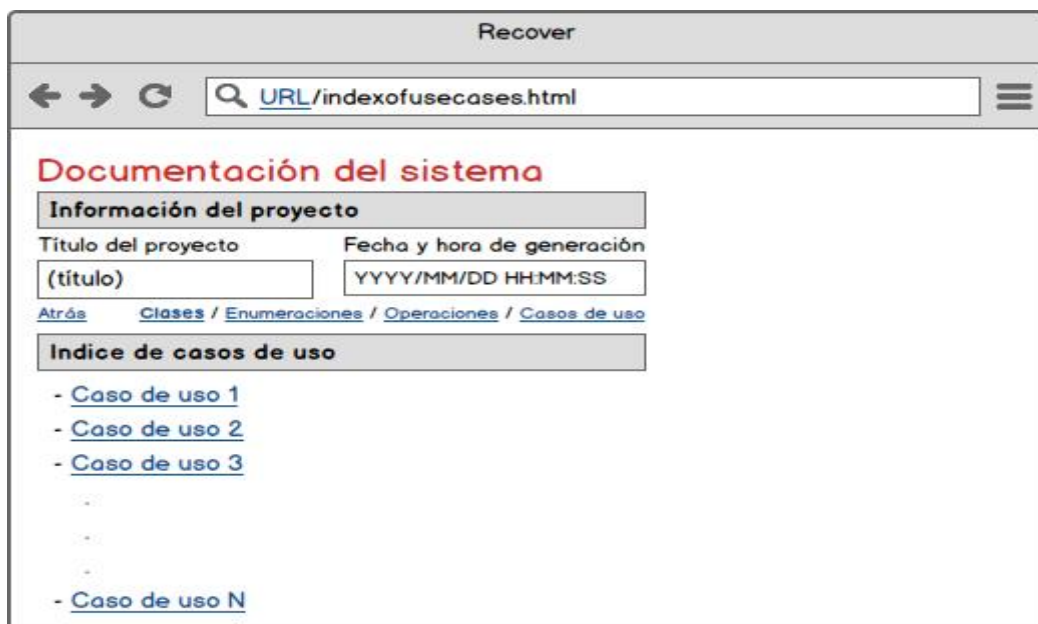 Recover
URL/indexofusecases.html
Documentación del sistema
Información del proyecto
Título del proyecto Fecha y hora de generación
(título) YYYY/MM/DD HH:MM:SS
Atrás Clases / Enumeraciones / Operaciones / Casos de uso
Indice de casos de uso
- Caso de uso 1
- Caso de uso 2
- Caso de uso 3
.
.
.
- Caso de uso N